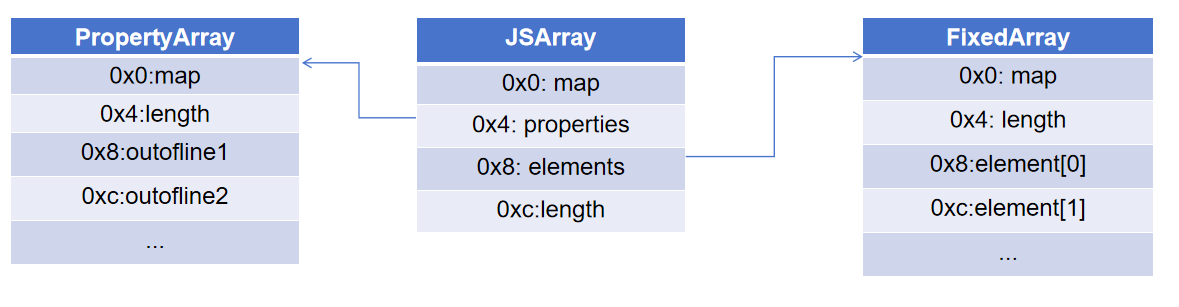 PropertyArray
0x0:map
0x4:length
0x8:outofline1
0xc:outofline2
...
JSArray
0x0: map
0x4: properties
0x8: elements
0xc:length
FixedArray
0x0: map
0x4: length
0x8:element[0]
0xc:element[1]
...